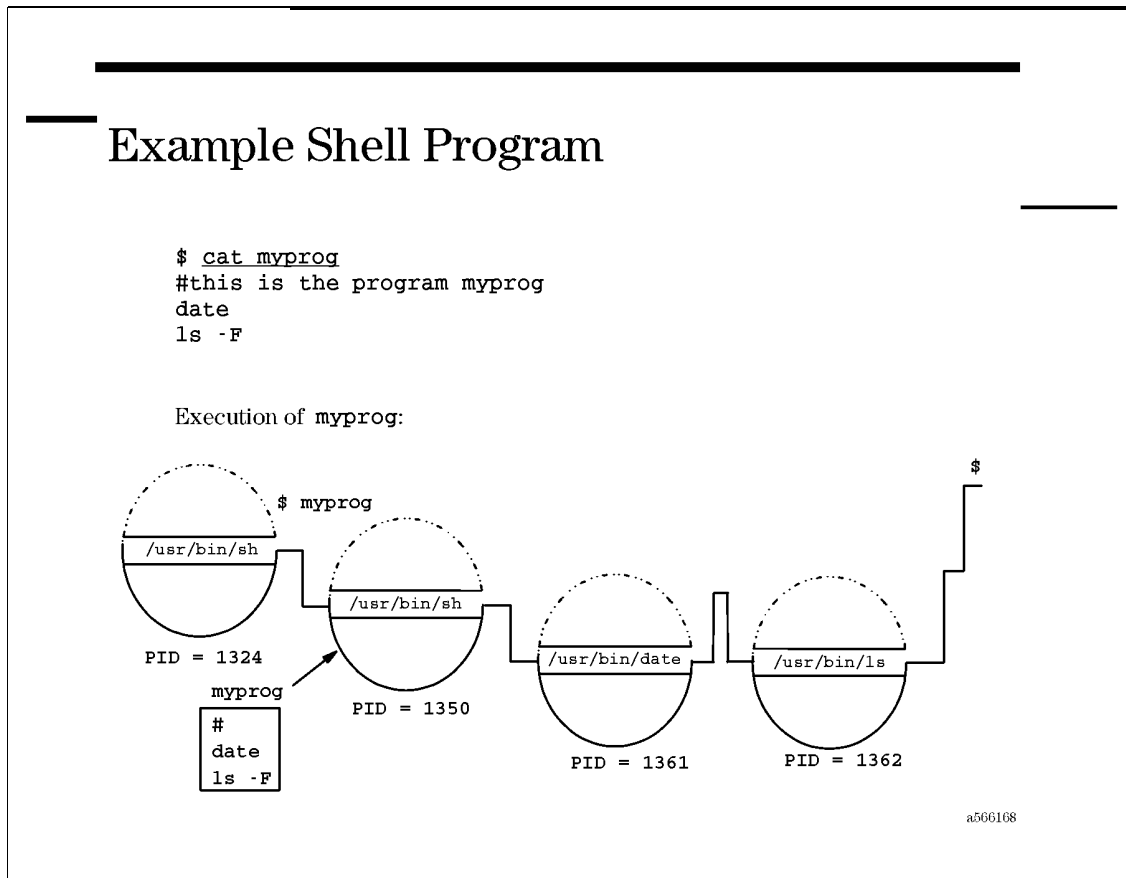 Example Shell Program
$ cat myprog
#this is the program myprog
date
ls -F
Execution of myprog:
$
$ myprog
/usr/bin/sh
/usr/bin/sh
/usr/bin/date
/usr/bin/ls
PID = 1324
myprog
PID = 1350
#
date
ls -F
PID = 1361
PID = 1362
a566168